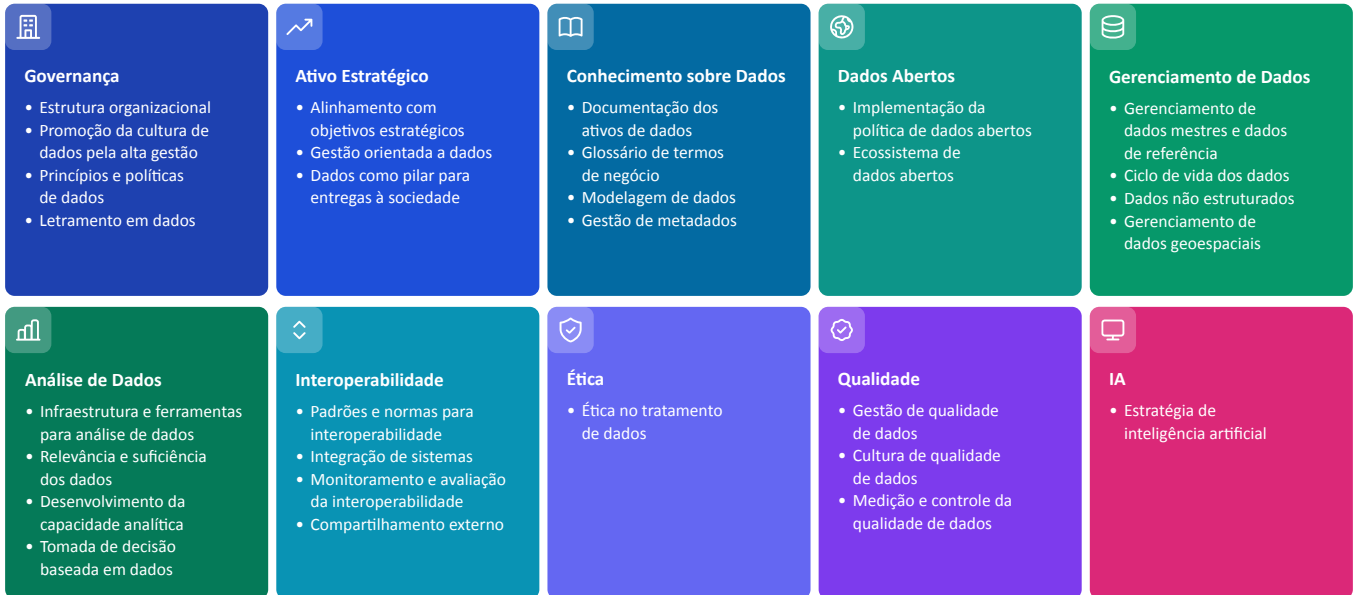 Governança
• Estrutura organizacional
• Promoção da cultura de
dados pela alta gestão
• Princípios e políticas
de dados
• Letramento em dados
Ativo Estratégico
• Alinhamento com
objetivos estratégicos
• Gestão orientada a dados
• Dados como pilar para
entregas à sociedade
Conhecimento sobre Dados
• Documentação dos
ativos de dados
• Glossário de termos
de negócio
• Modelagem de dados
• Gestão de metadados
Dados Abertos
• Implementação da
política de dados abertos
• Ecossistema de
dados abertos
Gerenciamento de Dados
• Gerenciamento de
dados mestres e dados
de referência
• Ciclo de vida dos dados
• Dados não estruturados
• Gerenciamento de
dados geoespaciais
Análise de Dados
• Infraestrutura e ferramentas
para análise de dados
• Relevância e suficiência
dos dados
• Desenvolvimento da
capacidade analítica
• Tomada de decisão
baseada em dados
Interoperabilidade
• Padrões e normas para
interoperabilidade
• Integração de sistemas
• Monitoramento e avaliação
da interoperabilidade
• Compartilhamento externo
Ética
• Ética no tratamento
de dados
Qualidade
• Gestão de qualidade
de dados
• Cultura de qualidade
de dados
• Medição e controle da
qualidade de dados
IA
• Estratégia de
inteligência artificial